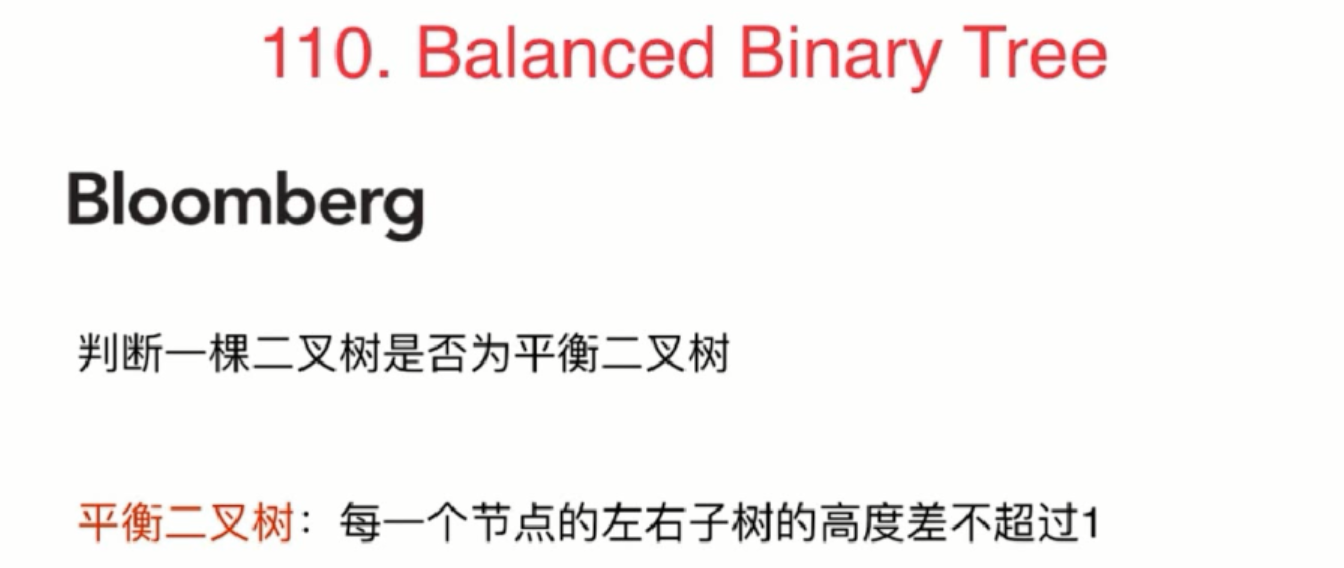 110. Balanced Binary Tree
Bloomberg
判断一棵二叉树是否为平衡二叉树
平衡二叉树：每一个节点的左右子树的高度差不超过1